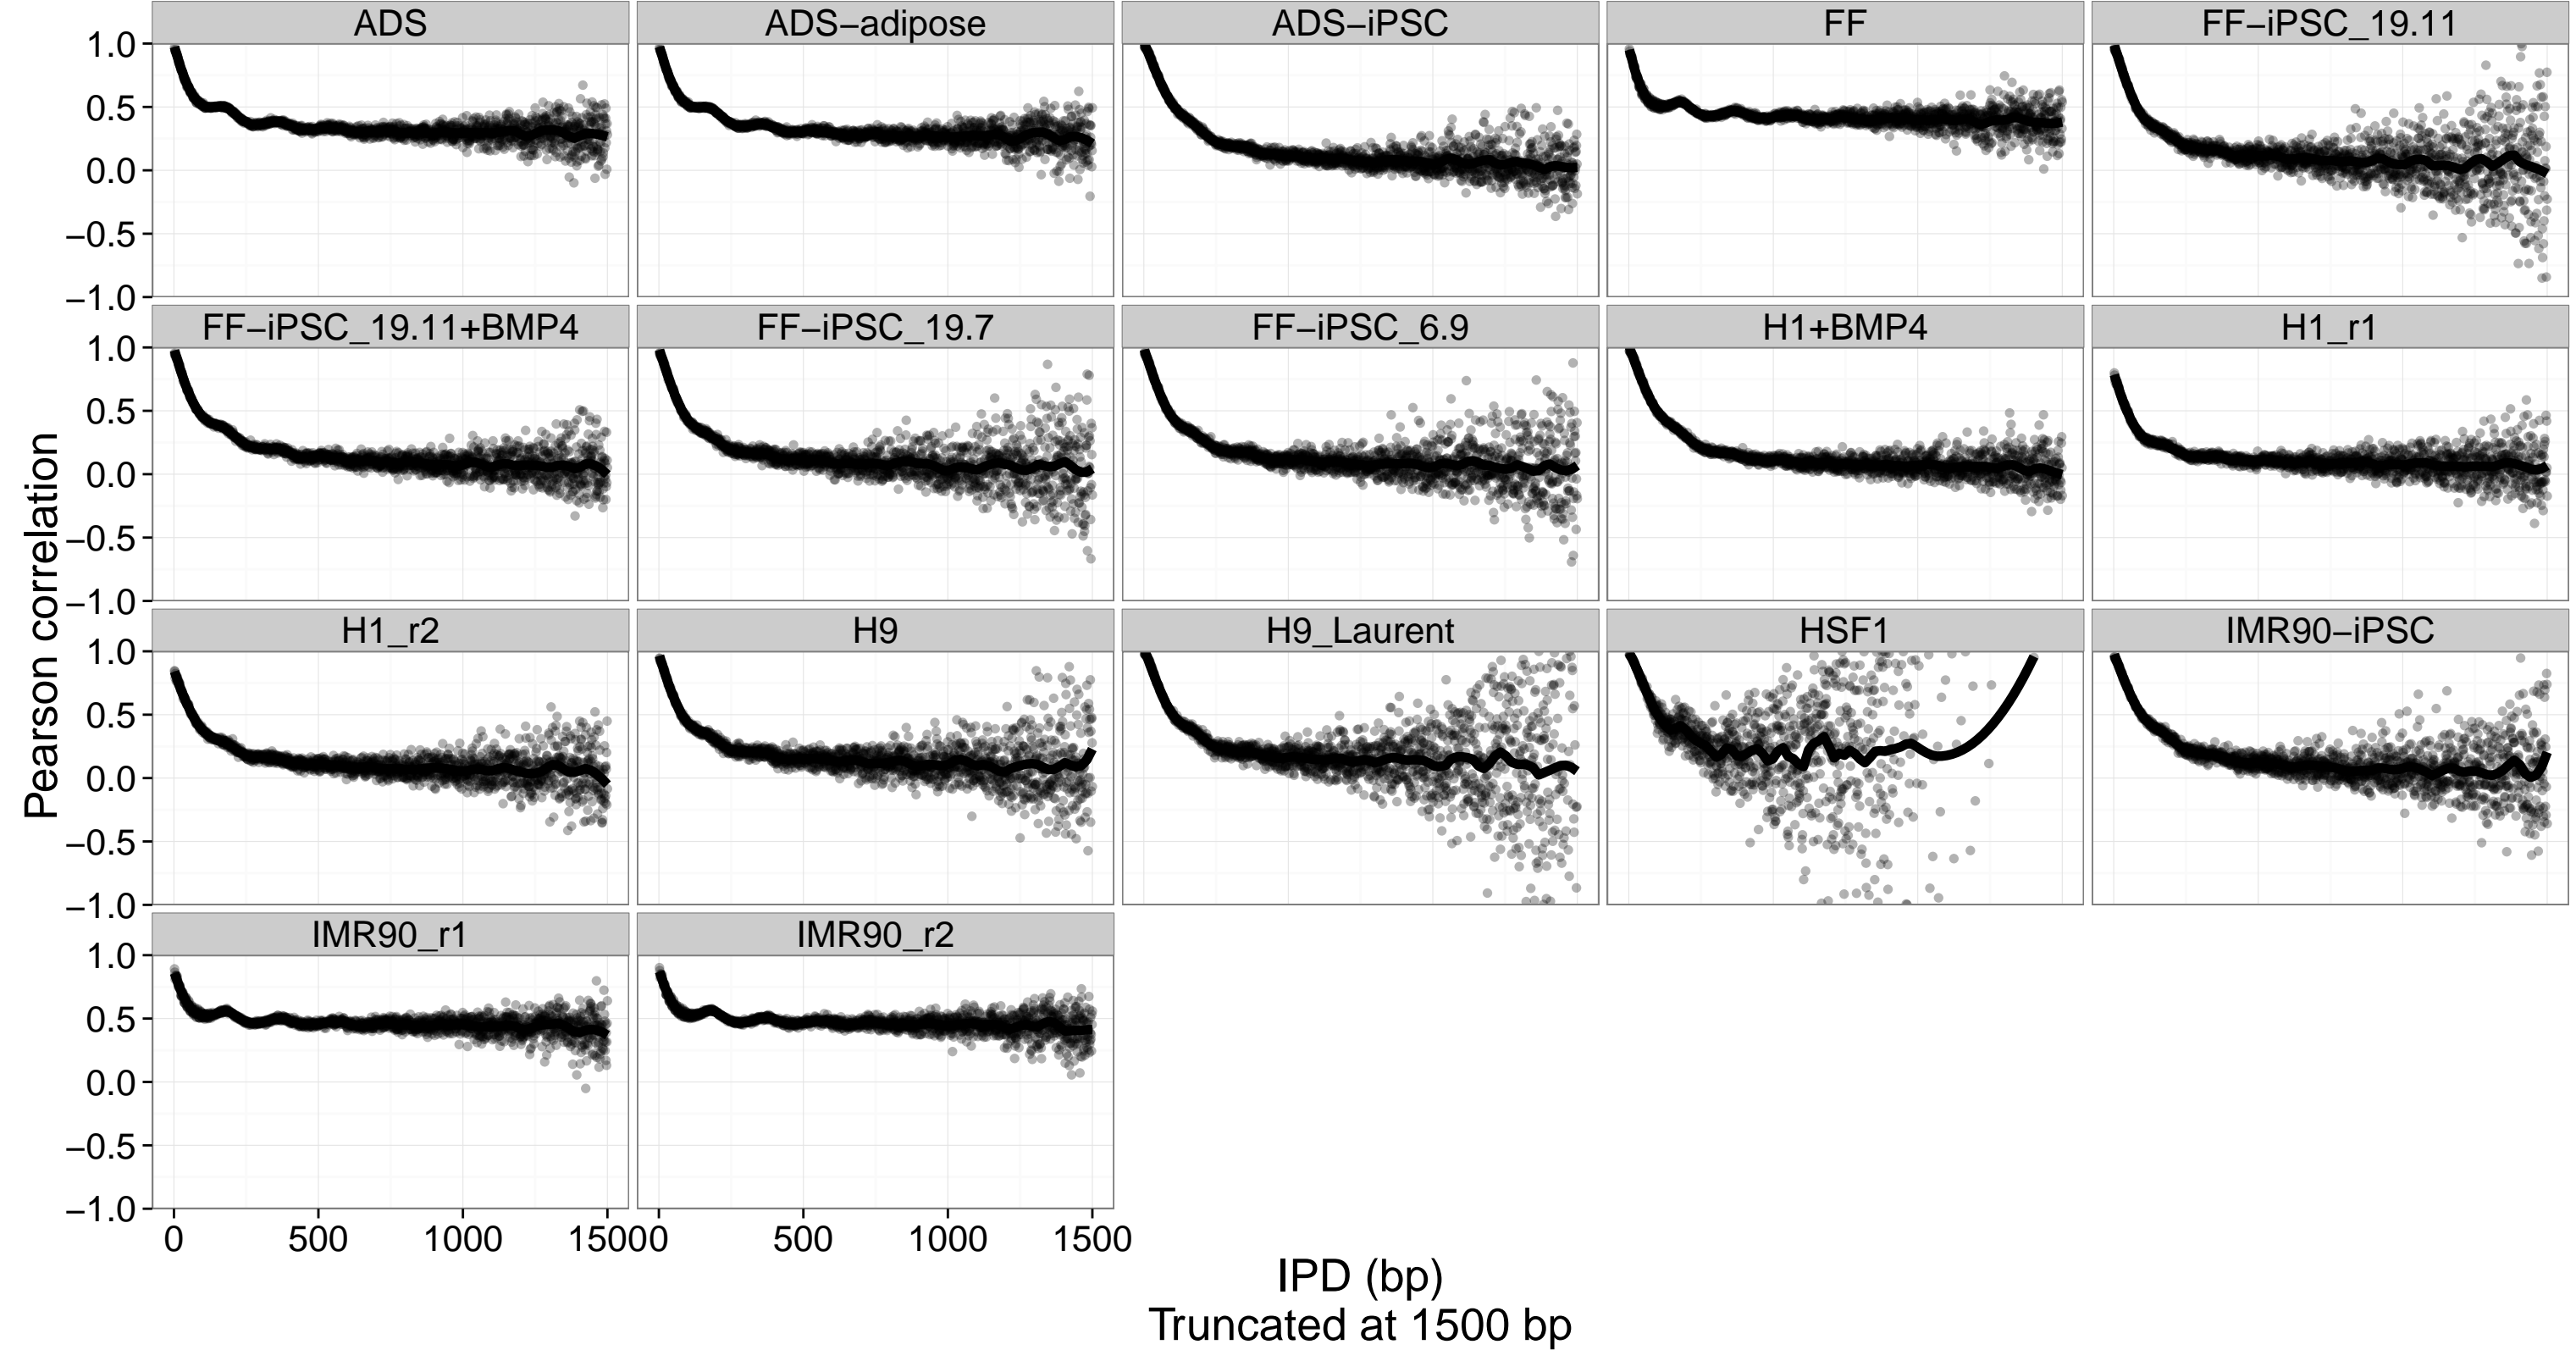 ADS ADS−adipose ADS−iPSC FF FF−iPSC_19.11
1.0
0.5
0.0
−0.5
−1.0
FF−iPSC_19.11+BMP4 FF−iPSC_19.7 FF−iPSC_6.9 H1+BMP4 H1_r1
1.0
0.5
0.0
−0.5
−1.0
Pearson correlation
H1_r2 H9 H9_Laurent HSF1 IMR90−iPSC
1.0
0.5
0.0
−0.5
−1.0
IMR90_r1 IMR90_r2
1.0
0.5
0.0
−0.5
−1.0
0 500 1000 1500 0 500 1000 1500
IPD (bp)
Truncated at 1500 bp